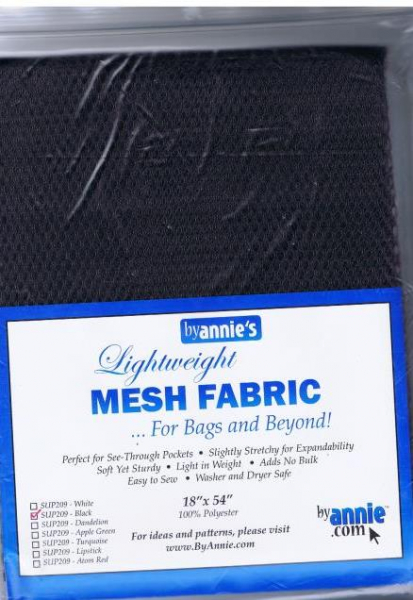 byannie's
Lightweight
MESH FABRIC
... For Bags and Beyond!
Perfect for See-Through Pockets • Slightly Stretchy for Expandability
Soft Yet Sturdy • Light in Weight • Adds No Bulk
Easy to Sew • Washer and Dryer Safe
18"x 54"
100% Polyester
SUP209 - White
SUP209 - Black
SUP209 - Dandelion
SUP209 - Apple Green
SUP209 - Turquoise
SUP209 - Lipstick
SUP209 - Atom Red
For ideas and patterns, please visit
www.ByAnnie.com
by annie™
.com